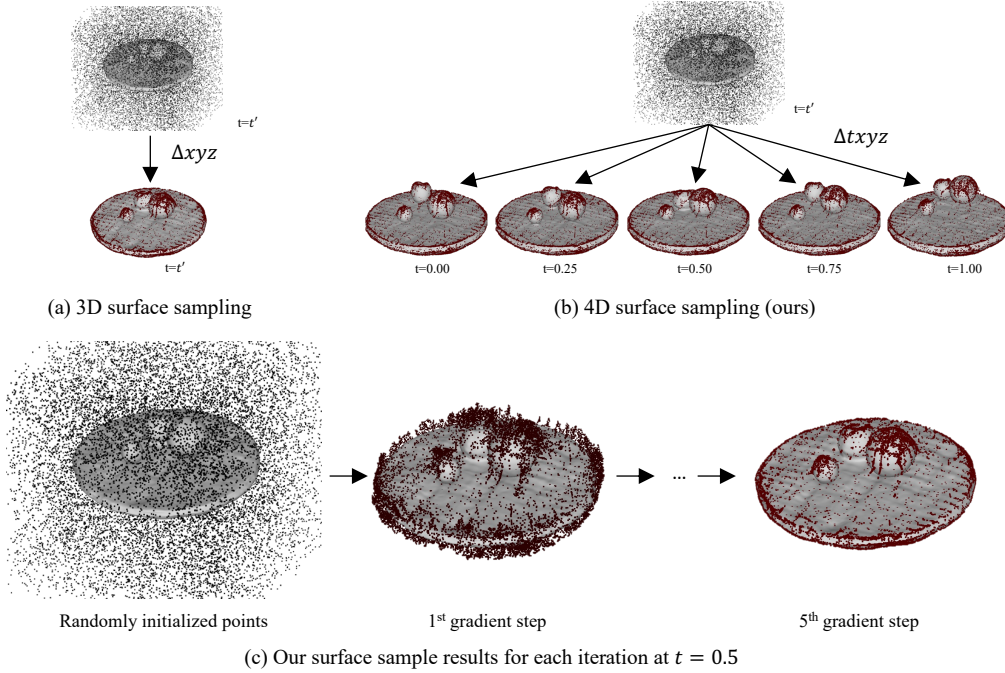 t=t′
Δxyz
t=t′
(a) 3D surface sampling
t=t′
Δtxyz
t=0.00
t=0.25
t=0.50
t=0.75
t=1.00
(b) 4D surface sampling (ours)
...
Randomly initialized points
1st gradient step
5th gradient step
(c) Our surface sample results for each iteration at t = 0.5